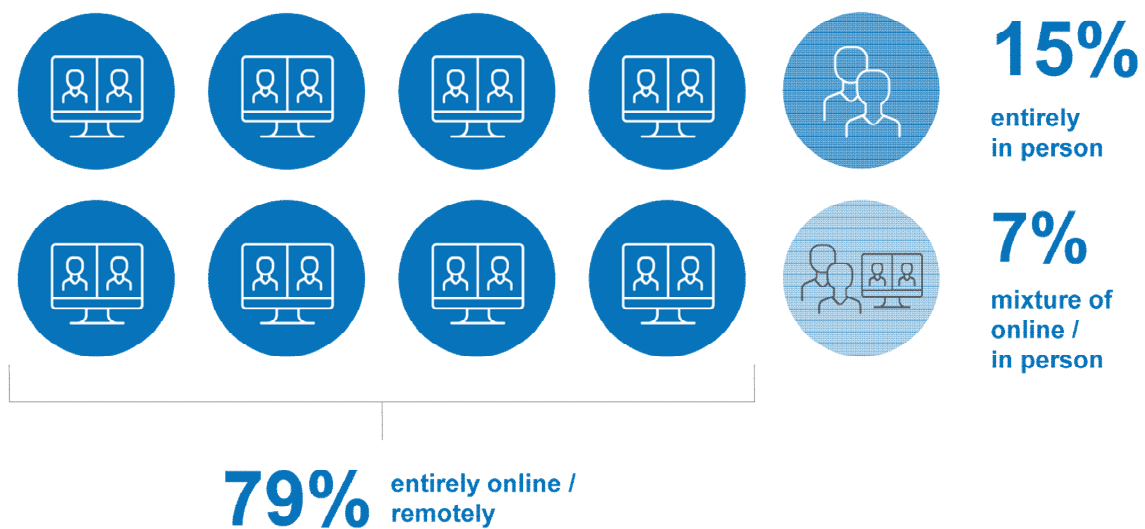 15%
entirely
in person
7%
mixture of
online /
in person
79%
entirely online /
remotely